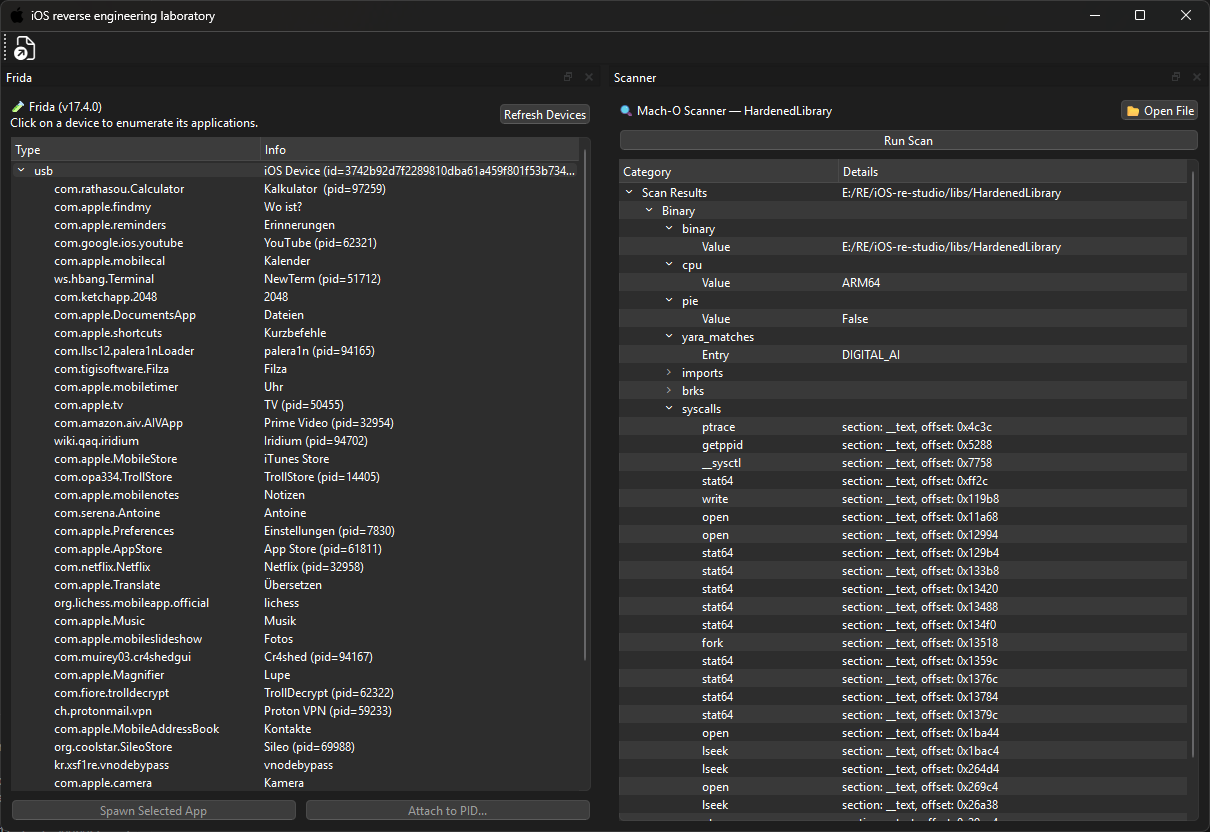 iOS reverse engineering laboratory
Frida
Frida (v17.4.0)
Click on a device to enumerate its applications.
Refresh Devices
Type Info
usb iOS Device (id=3742b92d7f2289810dba61a459f801f53b734...
com.rathasou.Calculator Kalkulator (pid=97259)
com.apple.findmy Wo ist?
com.apple.reminders Erinnerungen
com.google.ios.youtube YouTube (pid=62321)
com.apple.mobilecal Kalender
ws.hbang.Terminal NewTerm (pid=51712)
com.ketchapp.2048 2048
com.apple.DocumentsApp Dateien
com.apple.shortcuts Kurzbefehle
com.llsc12.palera1nLoader palera1n (pid=94165)
com.tigisoftware.Filza Filza
com.apple.mobiletimer Uhr
com.apple.tv TV (pid=50455)
com.amazon.aiv.AIVApp Prime Video (pid=32954)
wiki.qaq.iridium Iridium (pid=94702)
com.apple.MobileStore iTunes Store
com.opa334.TrollStore TrollStore (pid=14405)
com.apple.mobilenotes Notizen
com.serena.Antoine Antoine
com.apple.Preferences Einstellungen (pid=7830)
com.apple.AppStore App Store (pid=61811)
com.netflix.Netflix Netflix (pid=32958)
com.apple.Translate Übersetzen
org.lichess.mobileapp.official lichess
com.apple.Music Musik
com.apple.mobileslideshow Fotos
com.muirey03.cr4shedgui Cr4shed (pid=94167)
com.apple.Magnifier Lupe
com.fiore.trolldecrypt TrollDecrypt (pid=62322)
ch.protonmail.vpn Proton VPN (pid=59233)
com.apple.MobileAddressBook Kontakte
org.coolstar.SileoStore Sileo (pid=69988)
kr.xsf1re.vnodebypass vnodebypass
com.apple.camera Kamera
Spawn Selected App
Attach to PID...
Scanner
Mach-O Scanner — HardenedLibrary
Open File
Run Scan
Category Details
Scan Results E:/RE/iOS-re-studio/libs/HardenedLibrary
Binary
binary
Value E:/RE/iOS-re-studio/libs/HardenedLibrary
cpu
Value ARM64
pie
Value False
yara_matches
Entry DIGITAL_AI
imports
brks
syscalls
ptrace section: __text, offset: 0x4c3c
getppid section: __text, offset: 0x5288
__sysctl section: __text, offset: 0x7758
stat64 section: __text, offset: 0xff2c
write section: __text, offset: 0x119b8
open section: __text, offset: 0x11a68
open section: __text, offset: 0x12994
stat64 section: __text, offset: 0x129b4
stat64 section: __text, offset: 0x133b8
stat64 section: __text, offset: 0x13420
stat64 section: __text, offset: 0x13488
stat64 section: __text, offset: 0x134f0
fork section: __text, offset: 0x13518
stat64 section: __text, offset: 0x1359c
stat64 section: __text, offset: 0x1376c
stat64 section: __text, offset: 0x13784
stat64 section: __text, offset: 0x1379c
open section: __text, offset: 0x1ba44
lseek section: __text, offset: 0x1bac4
lseek section: __text, offset: 0x264d4
open section: __text, offset: 0x269c4
lseek section: __text, offset: 0x26a38